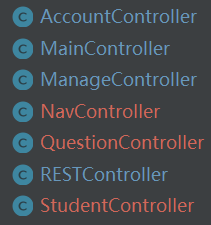 C AccountController
C MainController
C ManageController
C NavController
C QuestionController
C RESTController
C StudentController